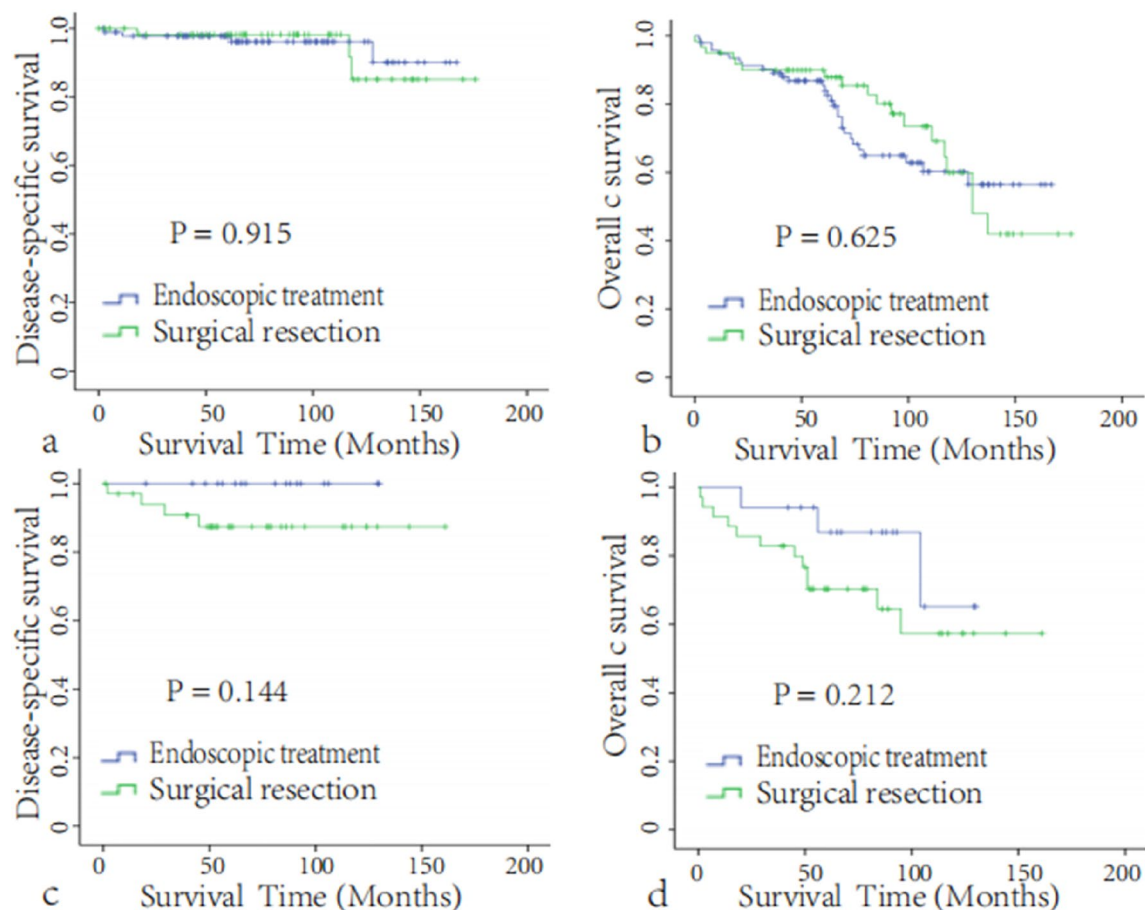 Disease-specific survival
1.0
0.8
0.6
0.4
0.2
0
P = 0.915
Endoscopic treatment
Surgical resection
0 50 100 150 200
a
Survival Time (Months)
Overall c survival
1.0
0.8
0.6
0.4
0.2
0
P = 0.625
Endoscopic treatment
Surgical resection
0 50 100 150 200
b
Survival Time (Months)
Disease-specific survival
1.0
0.8
0.6
0.4
0.2
0
P = 0.144
Endoscopic treatment
Surgical resection
0 50 100 150 200
c
Survival Time (Months)
Overall c survival
1.0
0.8
0.6
0.4
0.2
0
P = 0.212
Endoscopic treatment
Surgical resection
0 50 100 150 200
d
Survival Time (Months)